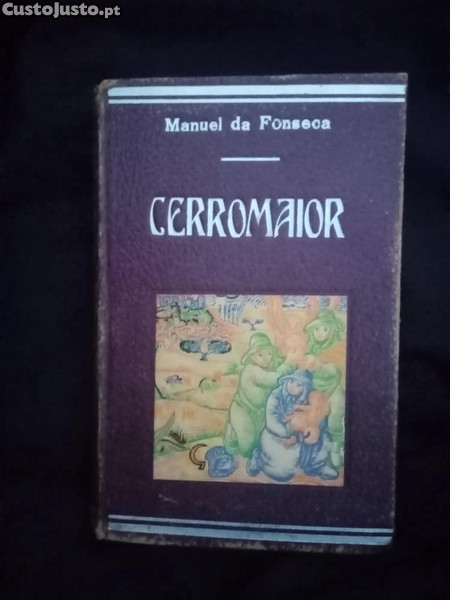 CustoJusto.pt
Manuel da Fonseca
CERROMAIOR